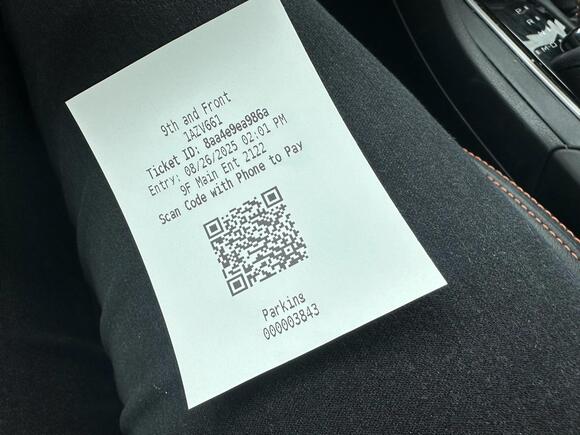 9th and Front
1AZV661
Ticket ID: 8aa4e9ea986a
Entry: 08/26/2025 02:01 PM
9F Main Ent 2122
Scan Code with Phone to Pay
Parking
000003843
P
R